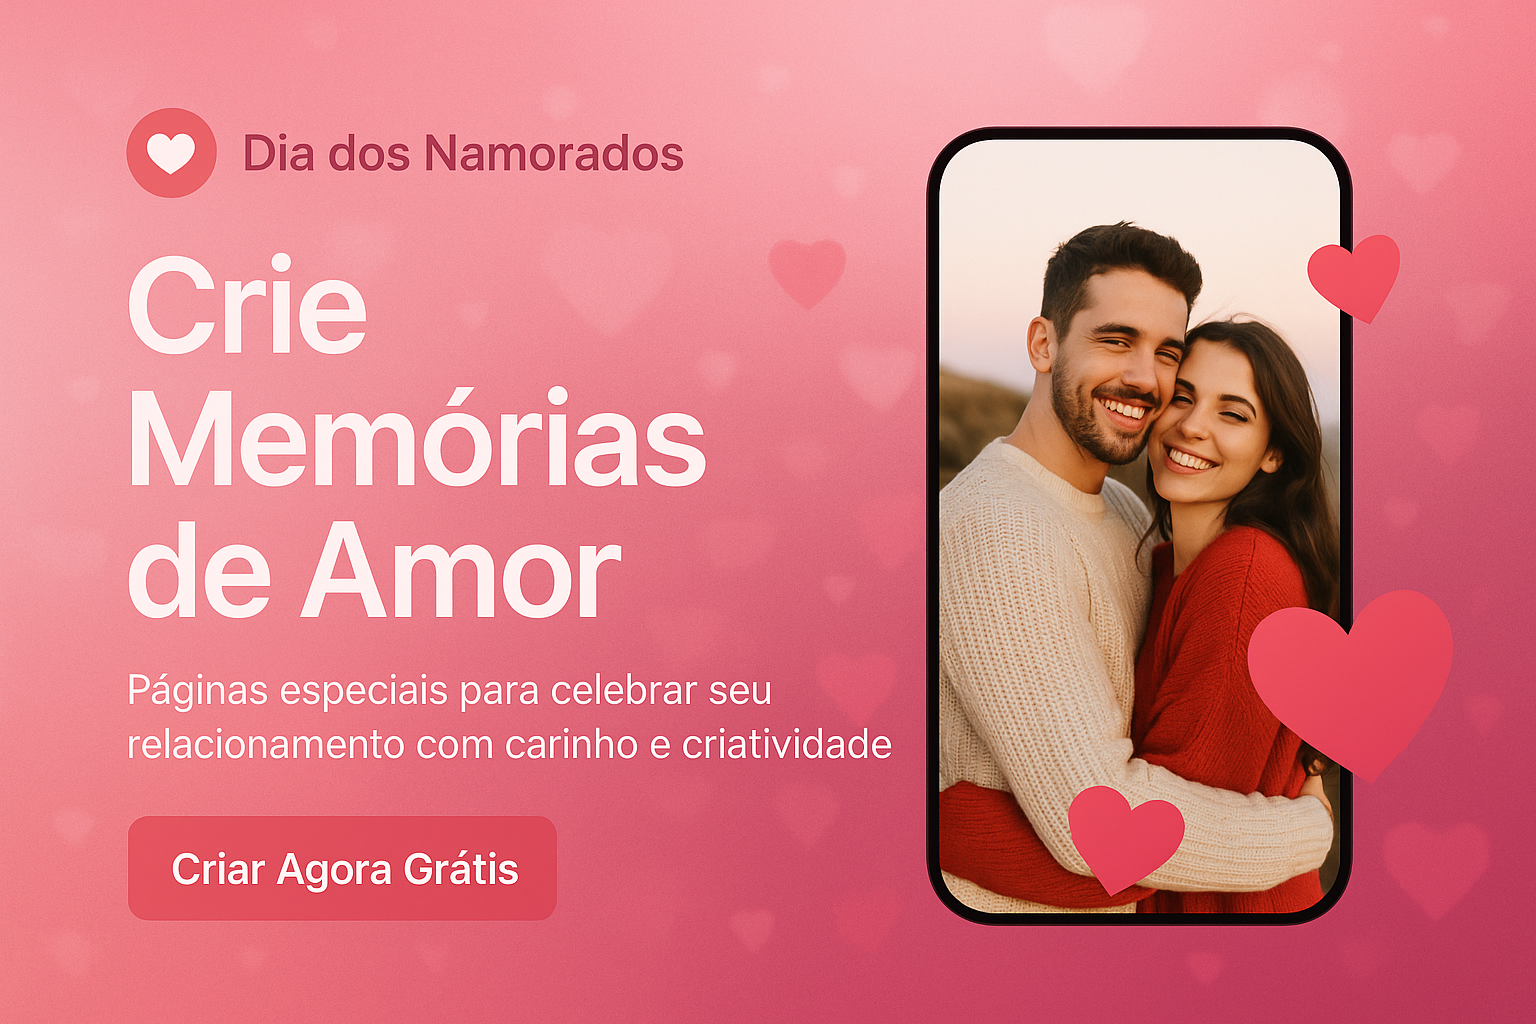 Dia dos Namorados
Crie
Memórias
de Amor
Páginas especiais para celebrar seu
relacionamento com carinho e criatividade
Criar Agora Grátis